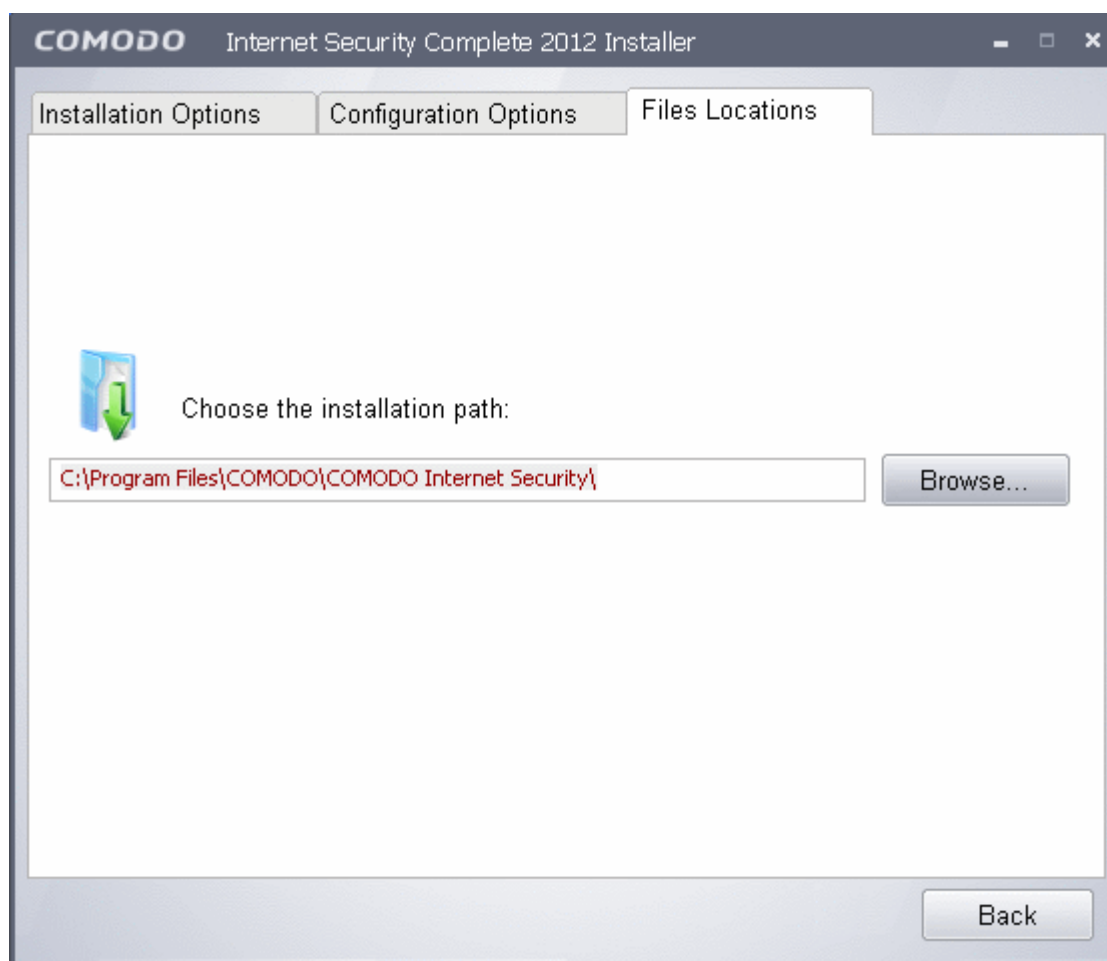 COMODO Internet Security Complete 2012 Installer
Installation Options Configuration Options Files Locations
Choose the installation path:
C:\Program Files\COMODO\COMODO Internet Security\ Browse...
Back